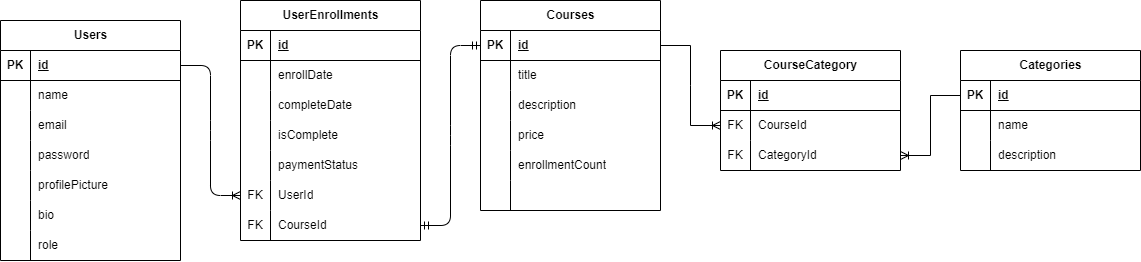 Users
PK id
name
email
password
profilePicture
bio
role
UserEnrollments
PK id
enrollDate
completeDate
isComplete
paymentStatus
FK UserId
FK CourseId
Courses
PK id
title
description
price
enrollmentCount
CourseCategory
PK id
FK CourseId
FK CategoryId
Categories
PK id
name
description